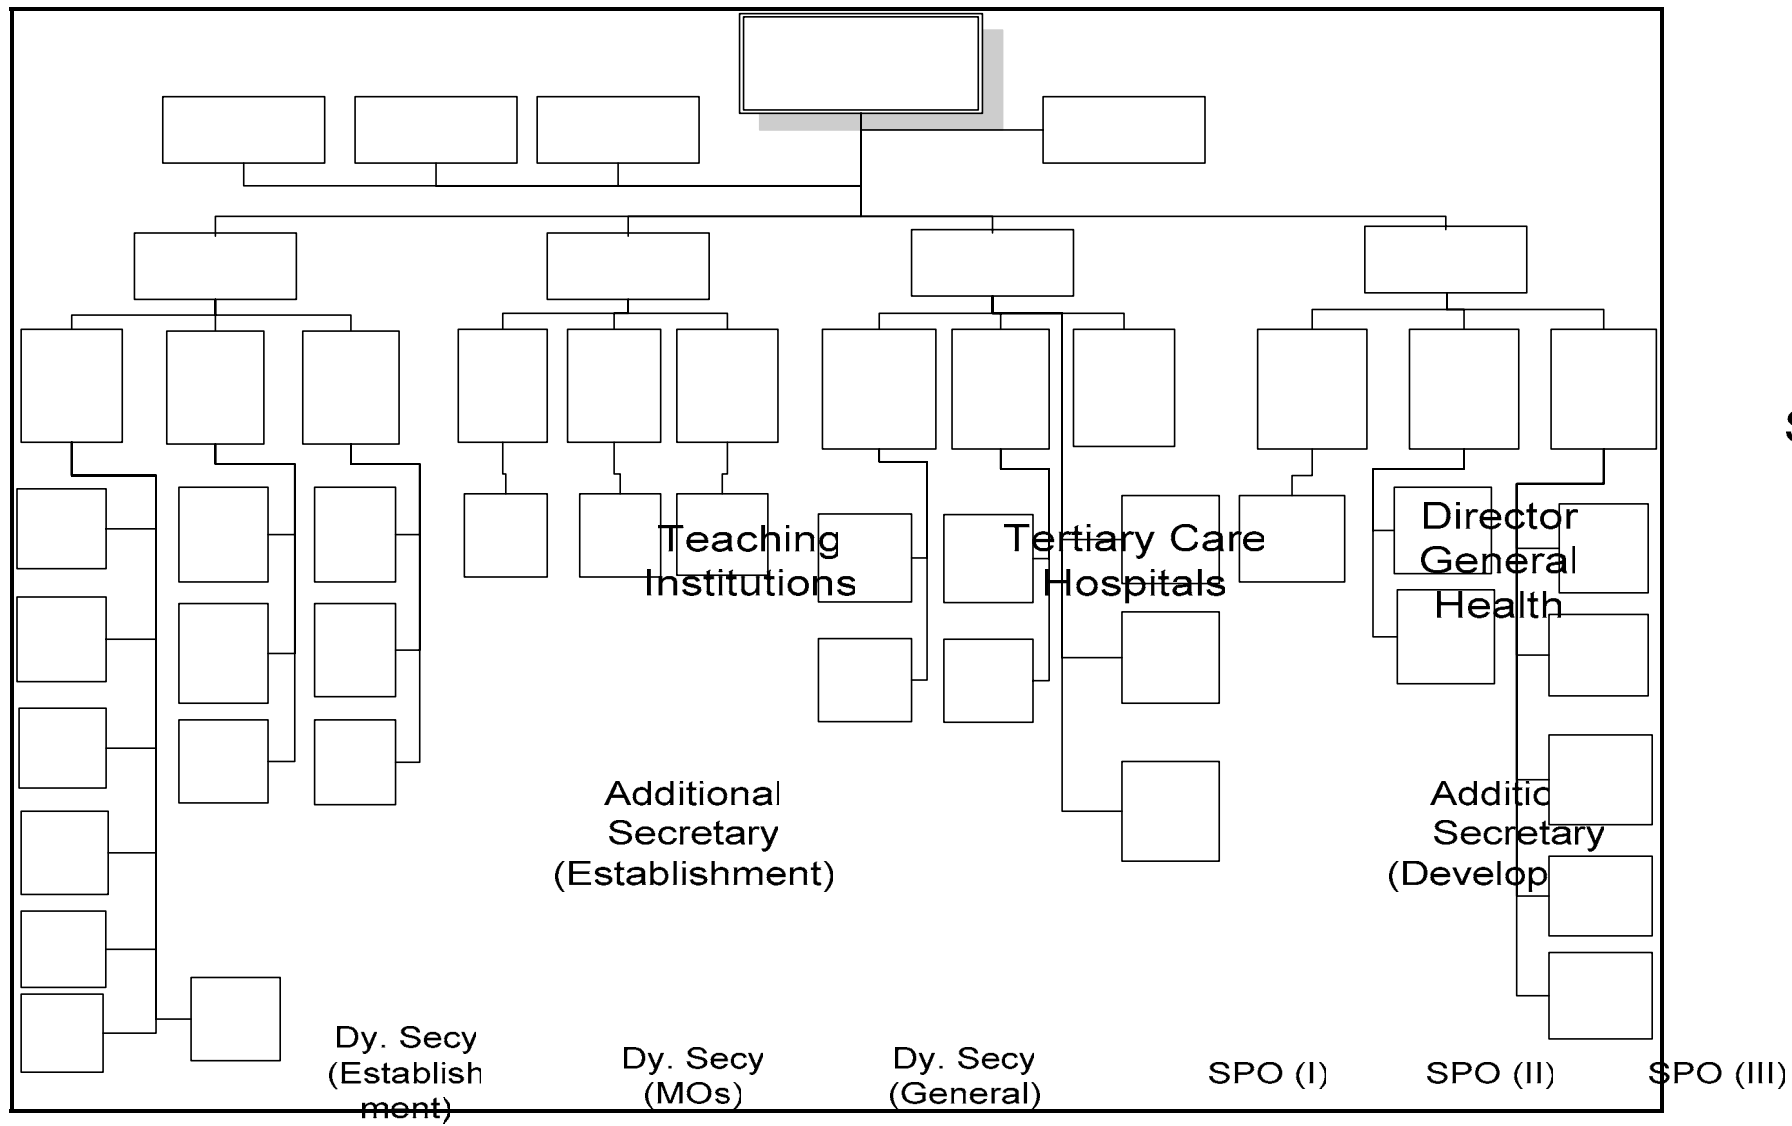 Teaching
Institutions
Tertiary Care
Hospitals
Director
General
Health
Additional
Secretary
(Establishment)
Additio
Secretary
(Develop
Dy. Secy
(Establish
ment)
Dy. Secy
(MOs)
Dy. Secy
(General)
SPO (I)
SPO (II)
SPO (III)